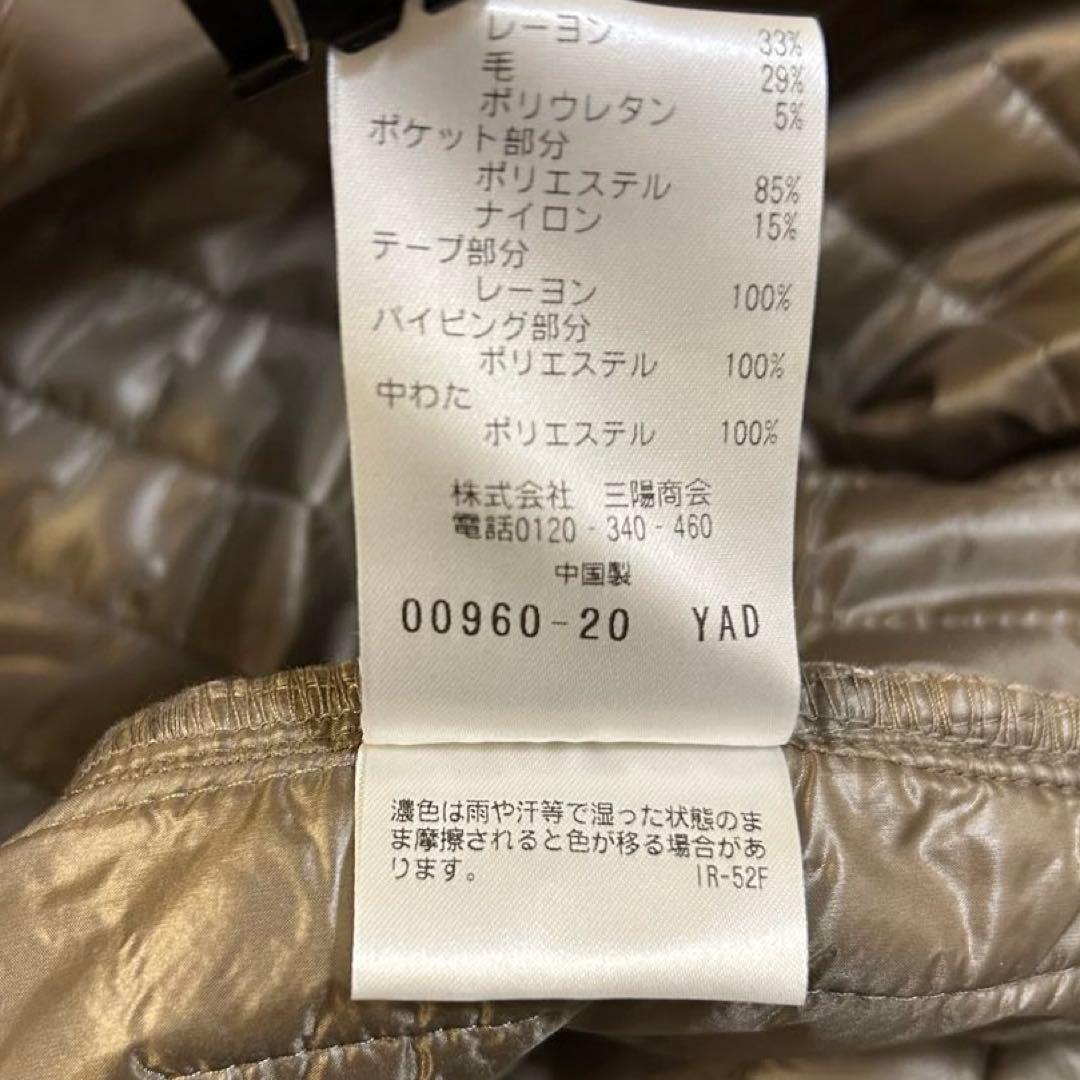 レーヨン 33%
毛 29%
ポリウレタン 5%
ポケット部分
ポリエステル 85%
ナイロン 15%
テープ部分
レーヨン 100%
パイピング部分
ポリエステル 100%
中わた
ポリエステル 100%
株式会社 三陽商会
電話0120-340-460
中国製
00960-20 YAD
濃色は雨や汗等で湿った状態のま
ま摩擦されると色が移る場合があ
ります。 IR-52F